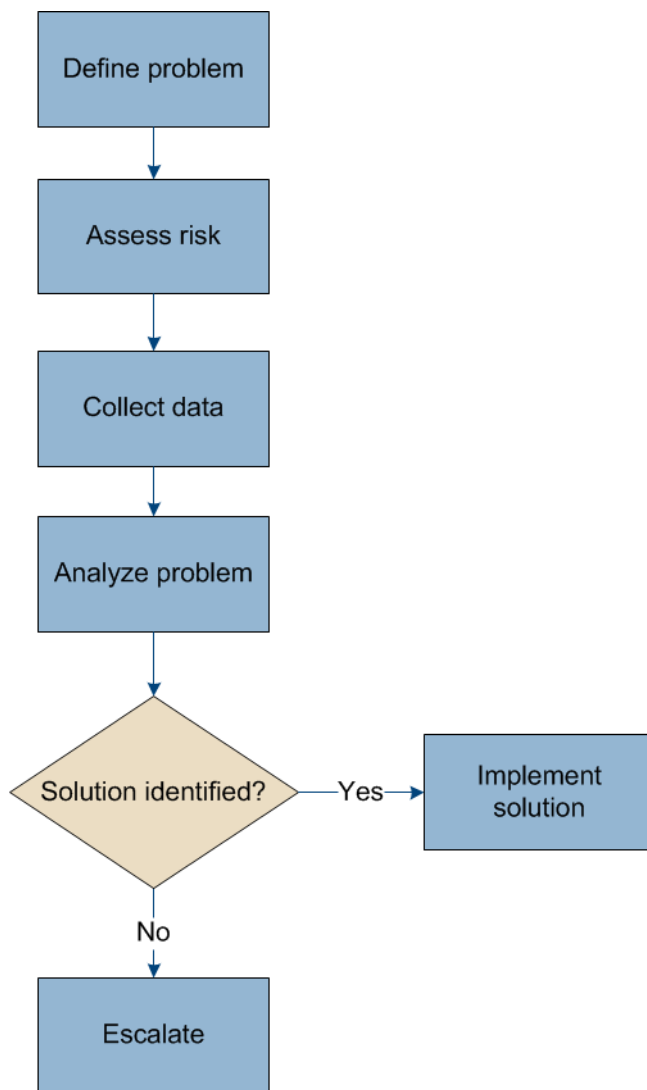 Define problem
Assess risk
Collect data
Analyze problem
Solution identified?
Yes
Implement
solution
No
Escalate